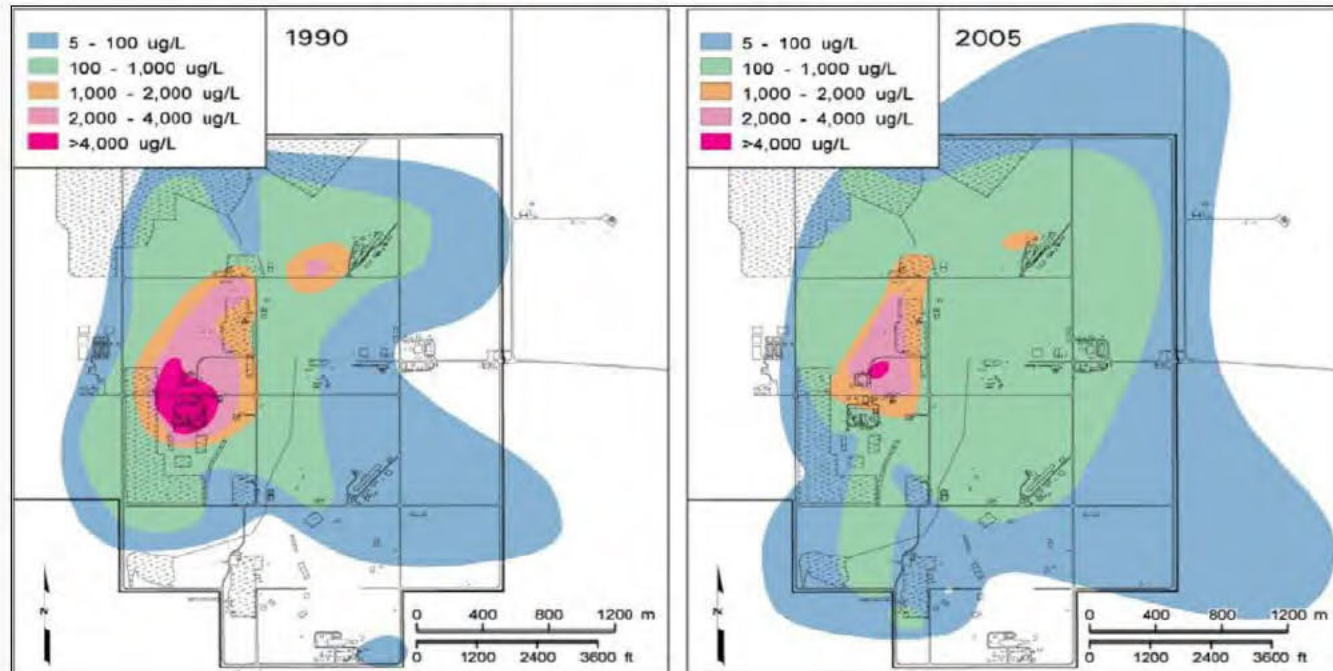 1990
5 - 100 ug/L
100 - 1,000 ug/L
1,000 - 2,000 ug/L
2,000 - 4,000 ug/L
>4,000 ug/L
N
0 400 800 1200 m
0 1200 2400 3600 ft
2005
5 - 100 ug/L
100 - 1,000 ug/L
1,000 - 2,000 ug/L
2,000 - 4,000 ug/L
>4,000 ug/L
N
0 400 800 1200 m
0 1200 2400 3600 ft